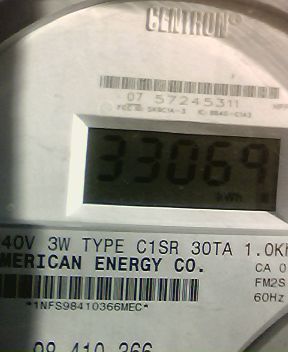 CENTRON®
07 57245311
33069
kWh
40V 3W TYPE C1SR 30TA 1.0K
MERICAN ENERGY CO.
CA 0
FM2S
60Hz
*1NFS98410366MEC*
98 410 366